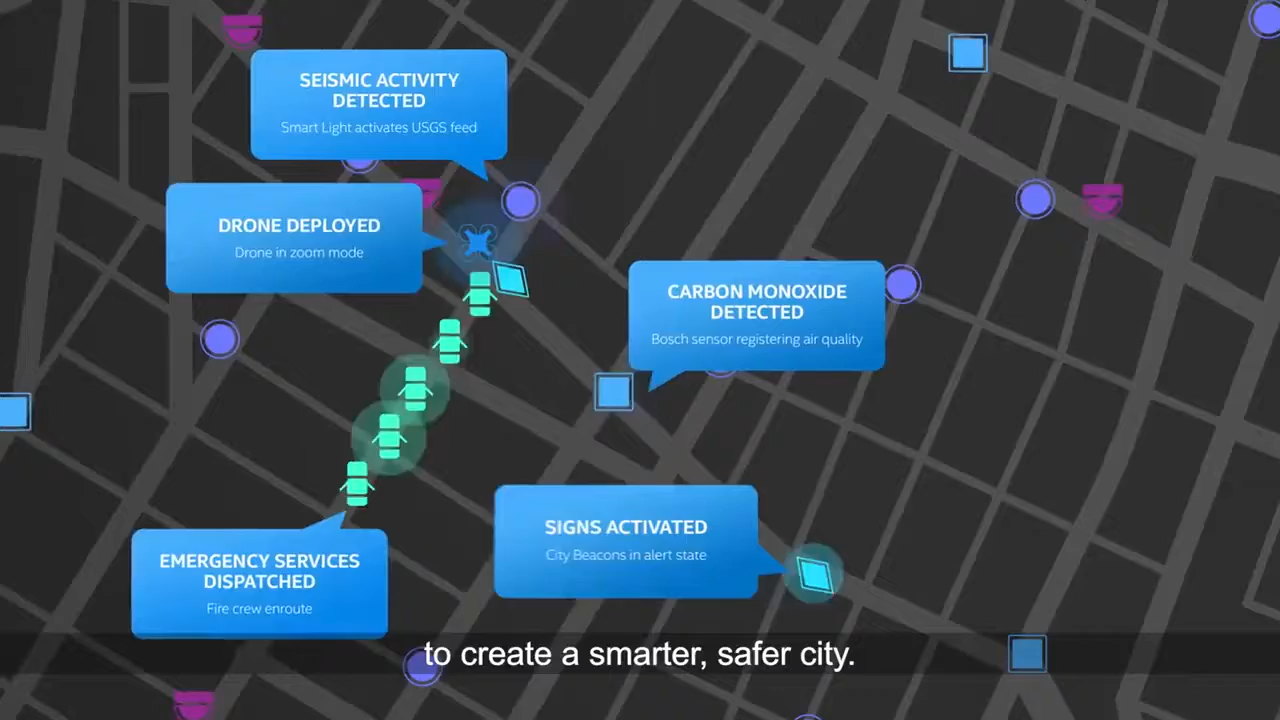 SEISMIC ACTIVITY
DETECTED
Smart Light activates USGS feed
DRONE DEPLOYED
Drone in zoom mode
CARBON MONOXIDE
DETECTED
Bosch sensor registering air quality
SIGNS ACTIVATED
City Beacons in alert state
EMERGENCY SERVICES
DISPATCHED
Fire crew enroute
to create a smarter, safer city.